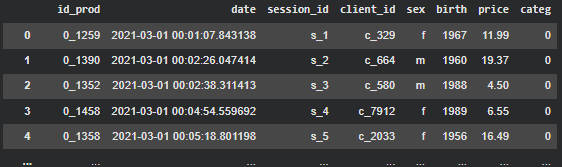 id_prod date session_id client_id sex birth price categ
0 0_1259 2021-03-01 00:01:07.843138 s_1 c_329 f 1967 11.99 0
1 0_1390 2021-03-01 00:02:26.047414 s_2 c_664 m 1960 19.37 0
2 0_1352 2021-03-01 00:02:38.311413 s_3 c_580 m 1988 4.50 0
3 0_1458 2021-03-01 00:04:54.559692 s_4 c_7912 f 1989 6.55 0
4 0_1358 2021-03-01 00:05:18.801198 s_5 c_2033 f 1956 16.49 0
... ... ... ... ... ... ... ... ...